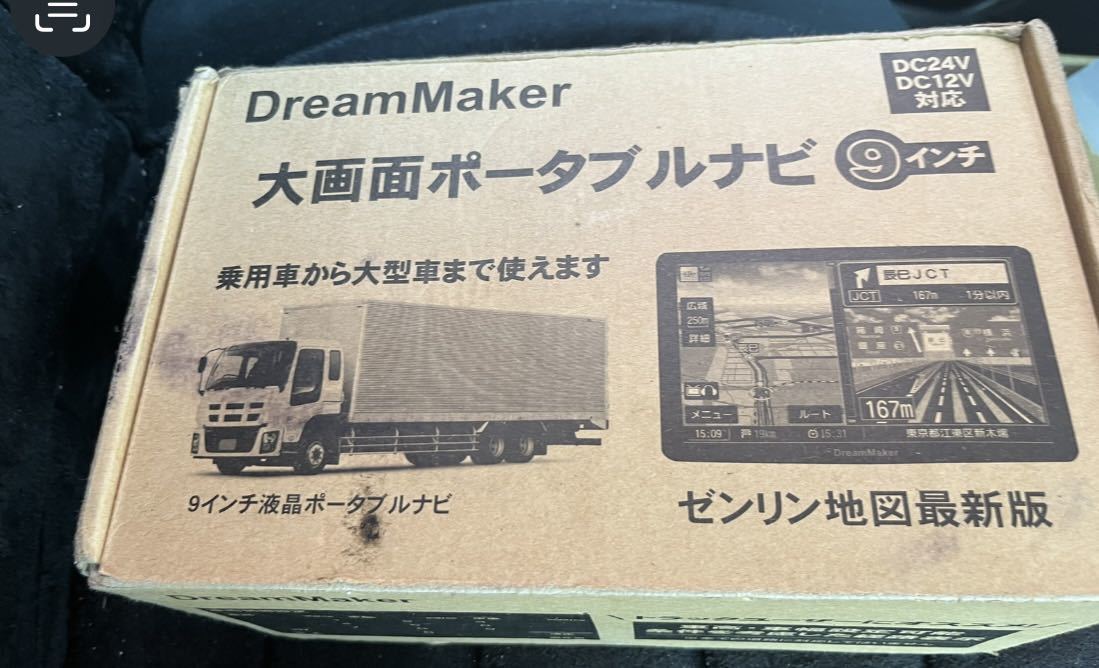 DreamMaker
DC24V
DC12V
対応
大画面ポータブルナビ 9インチ
乗用車から大型車まで使えます
辰巳JCT
JCT 167m 1分以内
広域
250m
詳細
167m
メニュー ルート
15:09 19km 15:31 東京都江東区新木場
DreamMaker
9インチ液晶ポータブルナビ
ゼンリン地図最新版
DreamMaker